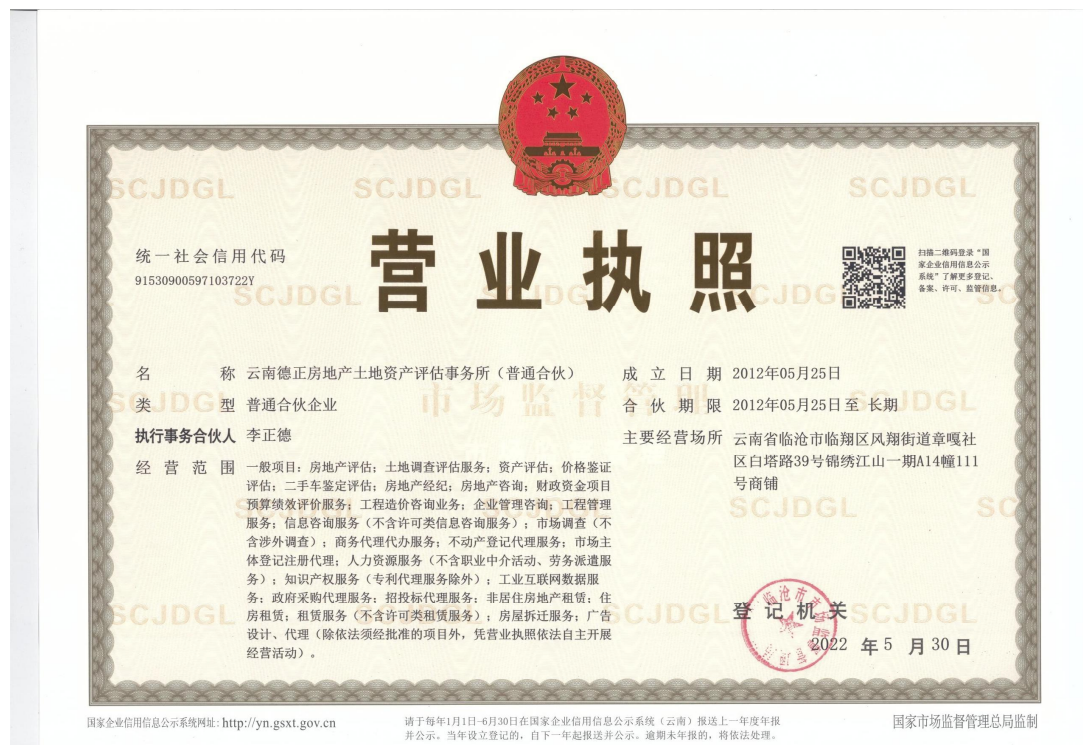 营业执照
统一社会信用代码
91530900597103722Y
扫描二维码登录“国
家企业信用信息公示
系统”了解更多登记、
备案、许可、监管信息。
名称 云南德正房地产土地资产评估事务所（普通合伙）
类型 普通合伙企业
执行事务合伙人 李正德
经营范围 一般项目：房地产评估；土地调查评估服务；资产评估；价格鉴证
评估；二手车鉴定评估；房地产经纪；房地产咨询；财政资金项目
预算绩效评价服务；工程造价咨询业务；企业管理咨询；工程管理
服务；信息咨询服务（不含许可类信息咨询服务）；市场调查（不
含涉外调查）；商务代理代办服务；不动产登记代理服务；市场主
体登记注册代理；人力资源服务（不含职业中介活动、劳务派遣服
务）；知识产权服务（专利代理服务除外）；工业互联网数据服
务；政府采购代理服务；招投标代理服务；非居住房地产租赁；住
房租赁；租赁服务（不含许可类租赁服务）；房屋拆迁服务；广告
设计、代理（除依法须经批准的项目外，凭营业执照依法自主开展
经营活动）。
成立日期 2012年05月25日
合伙期限 2012年05月25日至 长期
主要经营场所 云南省临沧市临翔区凤翔街道章嘎社
区白塔路39号锦绣江山一期A14幢111
号商铺
登记机关
2022 年 5 月 30 日
国家企业信用信息公示系统网址: http://yn.gsxt.gov.cn
请于每年1月1日-6月30日在国家企业信用信息公示系统（云南）报送上一年度年报
并公示。当年设立登记的，自下一年起报送并公示。逾期未年报的，将依法处理。
国家市场监督管理总局监制
SCJDGL
市场监督管理